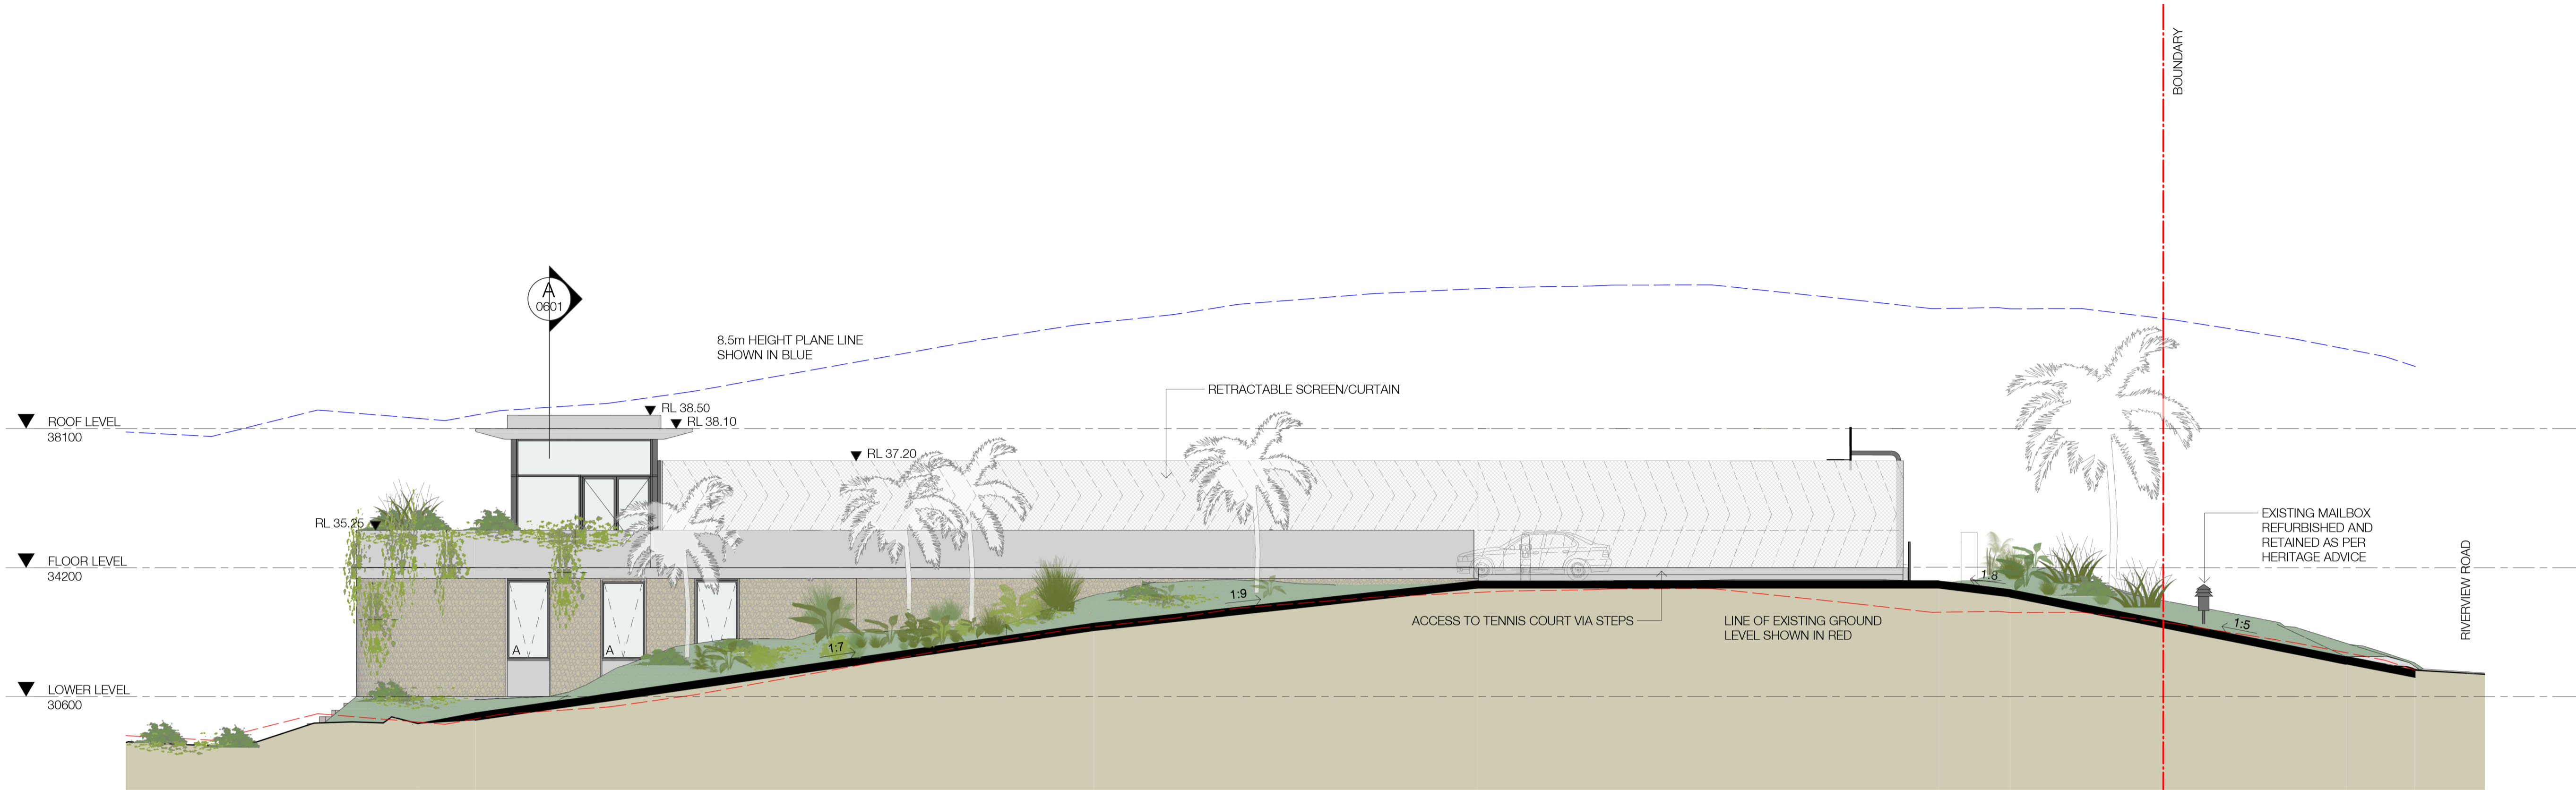 BOUNDARY
A
0601
8.5m HEIGHT PLANE LINE
SHOWN IN BLUE
RETRACTABLE SCREEN/CURTAIN
RL 38.50
RL 38.10
ROOF LEVEL
38100
RL 37.20
RL 35.25
EXISTING MAILBOX
REFURBISHED AND
RETAINED AS PER
HERITAGE ADVICE
RIVERVIEW ROAD
FLOOR LEVEL
34200
1:8
1:9
ACCESS TO TENNIS COURT VIA STEPS
LINE OF EXISTING GROUND
LEVEL SHOWN IN RED
1:5
A
A
1:7
LOWER LEVEL
30600